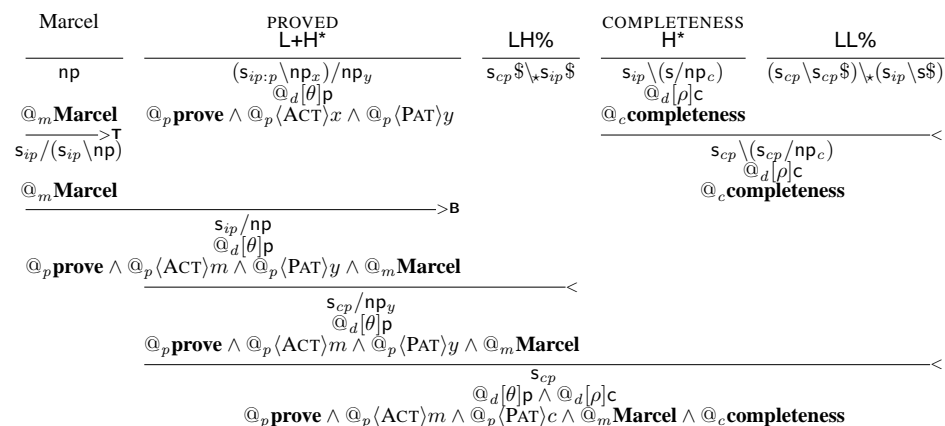 Marcel PROVED COMPLETENESS
L+H* LH% H* LL%
np (s_{ip:p}\np_x)/np_y s_{cp}$\⋆s_{ip}$ s_{ip}\(s/np_c) (s_{cp}\s_{cp}$)\⋆(s_{ip}\s$)
@_d[θ]p @_d[ρ]c
@_m Marcel @_p prove ∧ @_p⟨ACT⟩x ∧ @_p⟨PAT⟩y @_c completeness
>T <
s_{ip}/(s_{ip}\np) s_{cp}\(s_{cp}/np_c)
@_d[ρ]c
@_m Marcel @_c completeness
>B
s_{ip}/np
@_d[θ]p
@_p prove ∧ @_p⟨ACT⟩m ∧ @_p⟨PAT⟩y ∧ @_m Marcel
<
s_{cp}/np_y
@_d[θ]p
@_p prove ∧ @_p⟨ACT⟩m ∧ @_p⟨PAT⟩y ∧ @_m Marcel
<
s_{cp}
@_d[θ]p ∧ @_d[ρ]c
@_p prove ∧ @_p⟨ACT⟩m ∧ @_p⟨PAT⟩c ∧ @_m Marcel ∧ @_c completeness